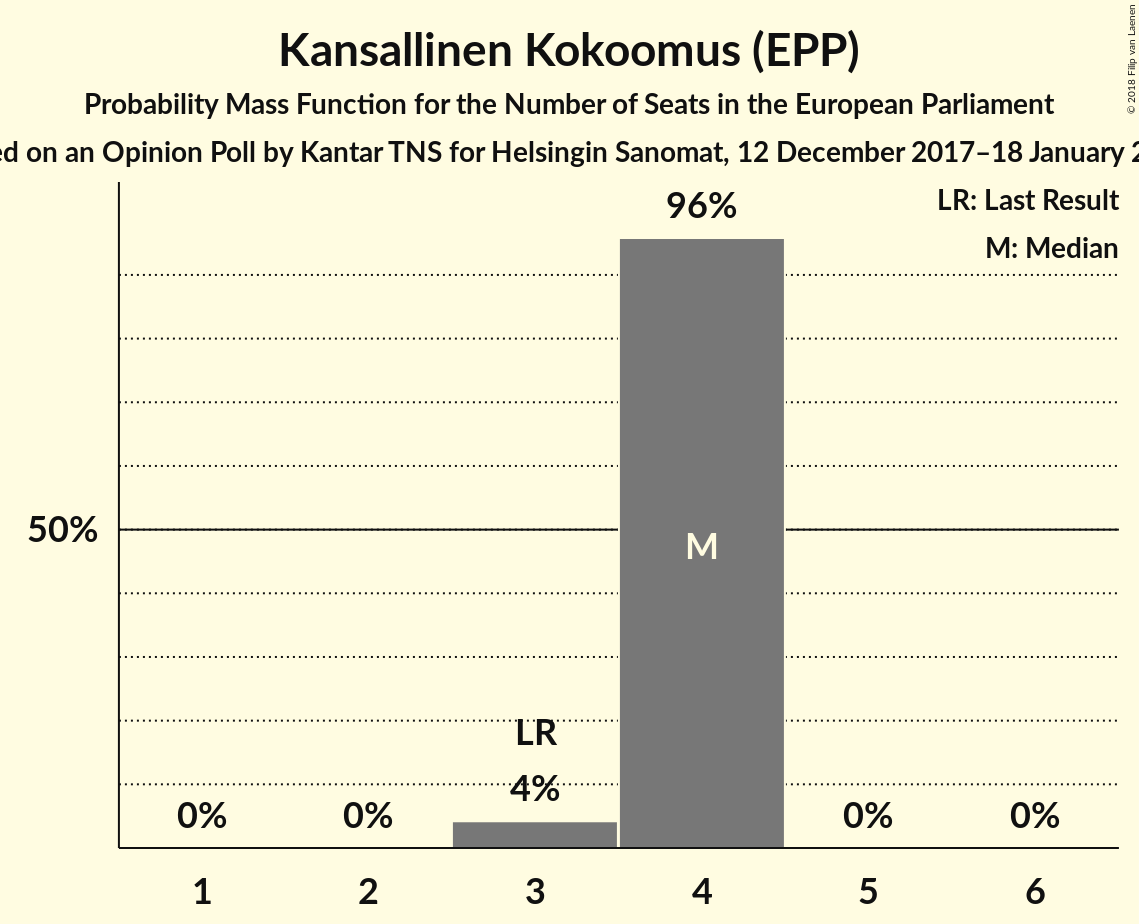 Kansallinen Kokoomus (EPP)
Probability Mass Function for the Number of Seats in the European Parliament
on an Opinion Poll by Kantar TNS for Helsingin Sanomat, 12 December 2017–18 January
© 2018 Filip van Laenen
LR: Last Result
M: Median
96%
50%
M
LR
4%
0% 0% 0% 0%
1 2 3 4 5 6